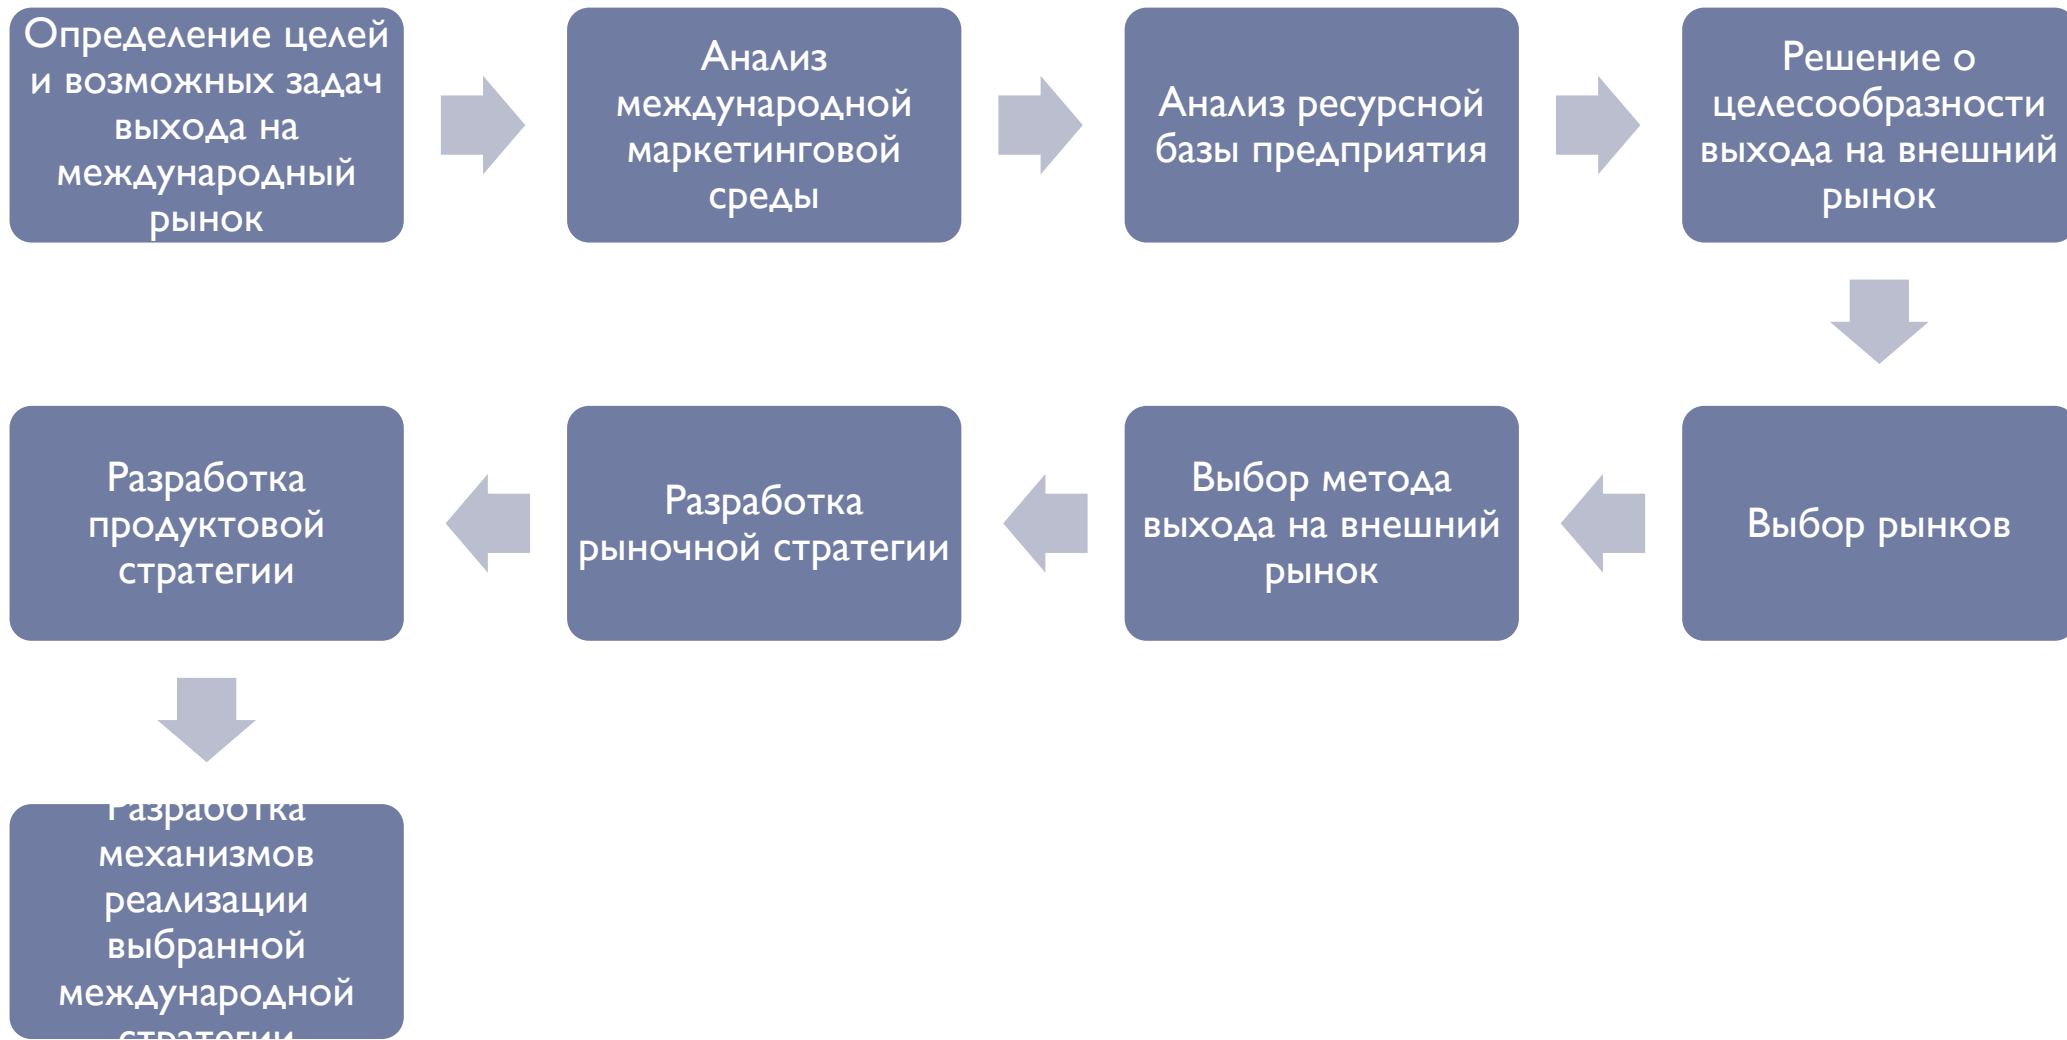 Определение целей
и возможных задач
выхода на
международный
рынок
Анализ
международной
маркетинговой
среды
Анализ ресурсной
базы предприятия
Решение о
целесообразности
выхода на внешний
рынок
Выбор рынков
Выбор метода
выхода на внешний
рынок
Разработка
рыночной стратегии
Разработка
продуктовой
стратегии
Разработка
механизмов
реализации
выбранной
международной
стратегии